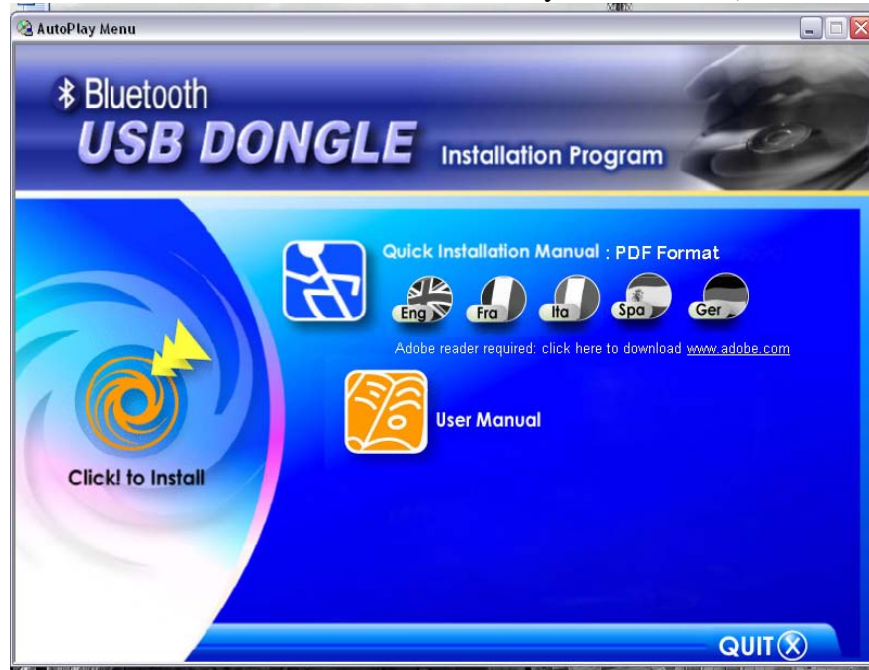 AutoPlay Menu
Bluetooth
USB DONGLE Installation Program
Quick Installation Manual : PDF Format
Eng Fra Ita Spa Ger
Adobe reader required: click here to download www.adobe.com
User Manual
Click! to Install
QUIT X